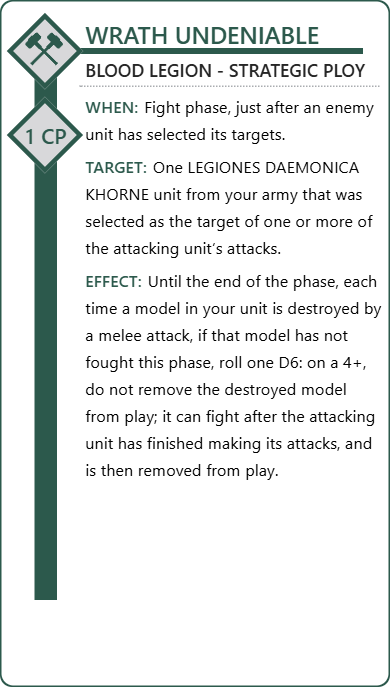 WRATH UNDENIABLE
BLOOD LEGION - STRATEGIC PLOY
1 CP
WHEN: Fight phase, just after an enemy
unit has selected its targets.
TARGET: One LEGIONES DAEMONICA
KHORNE unit from your army that was
selected as the target of one or more of
the attacking unit’s attacks.
EFFECT: Until the end of the phase, each
time a model in your unit is destroyed by
a melee attack, if that model has not
fought this phase, roll one D6: on a 4+,
do not remove the destroyed model
from play; it can fight after the attacking
unit has finished making its attacks, and
is then removed from play.